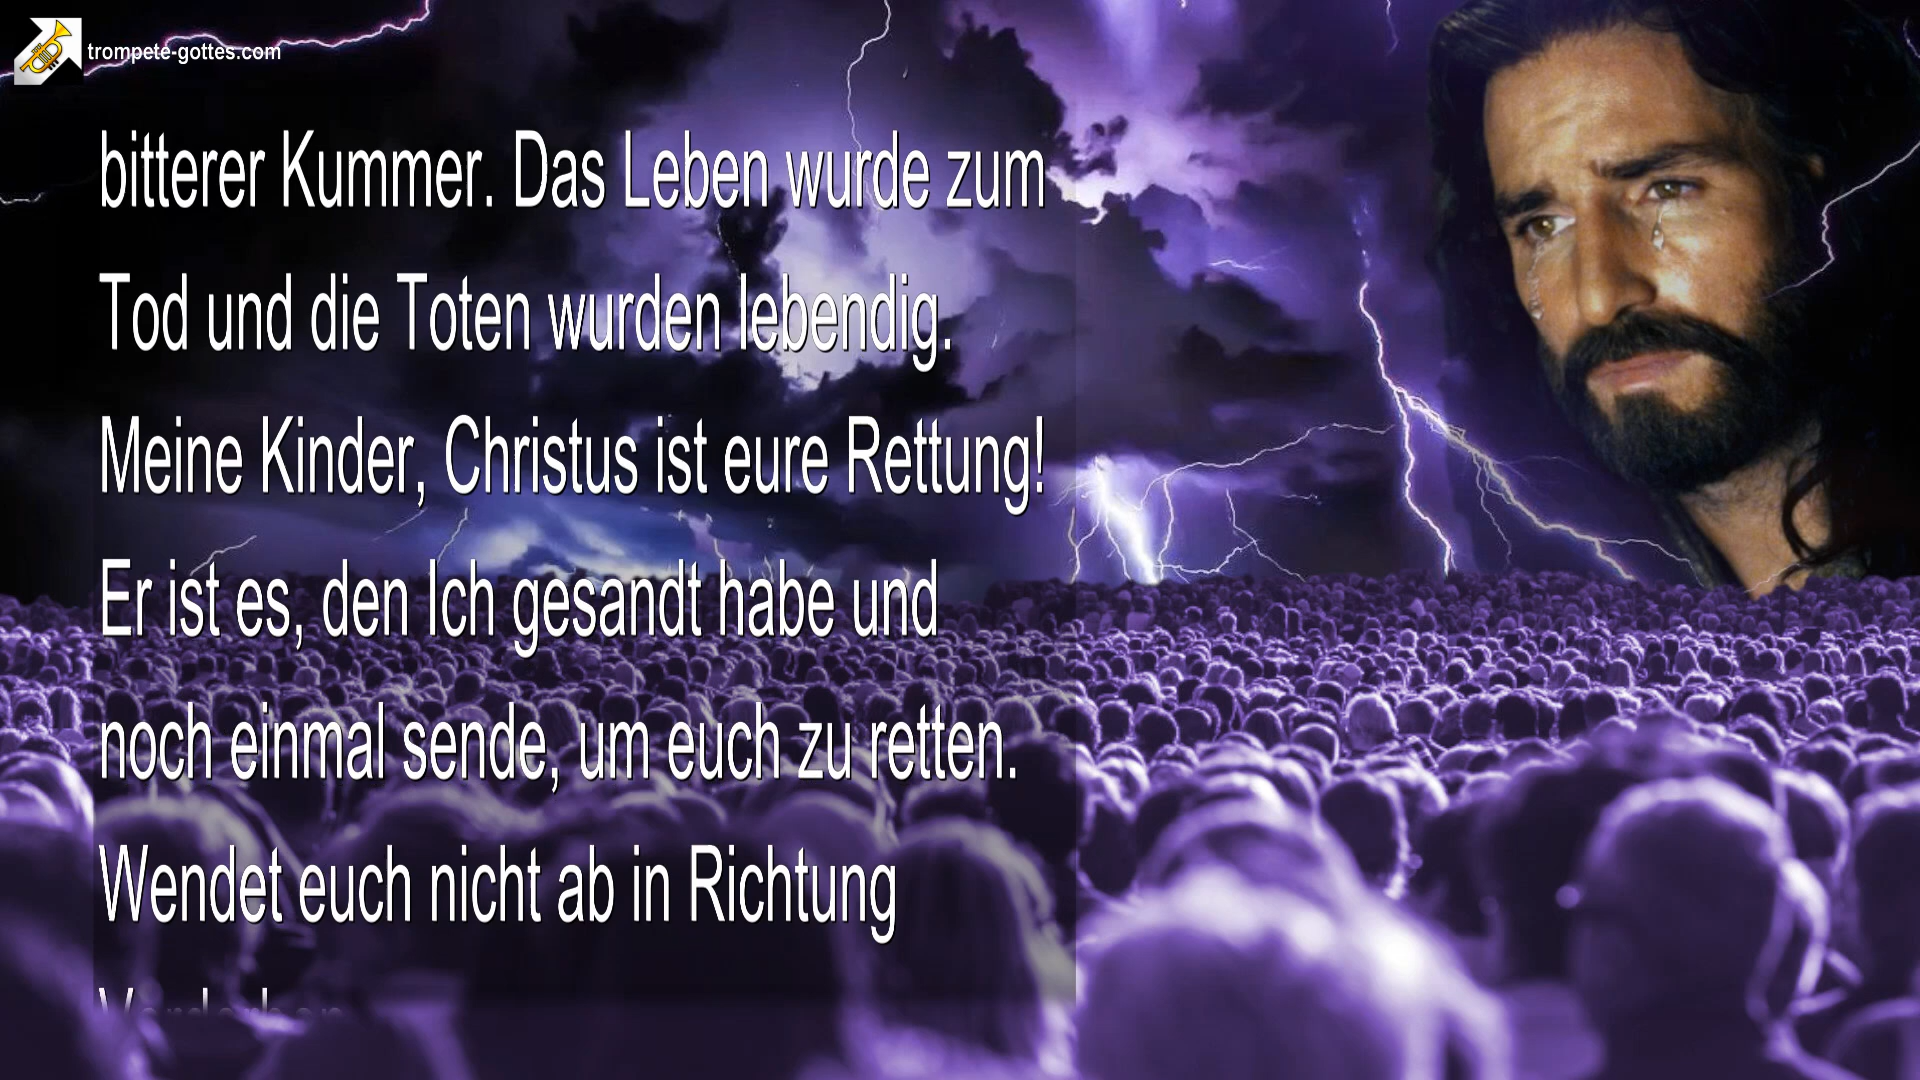 trompete-gottes.com
bitterer Kummer. Das Leben wurde zum
Tod und die Toten wurden lebendig.
Meine Kinder, Christus ist eure Rettung!
Er ist es, den Ich gesandt habe und
noch einmal sende, um euch zu retten.
Wendet euch nicht ab in Richtung